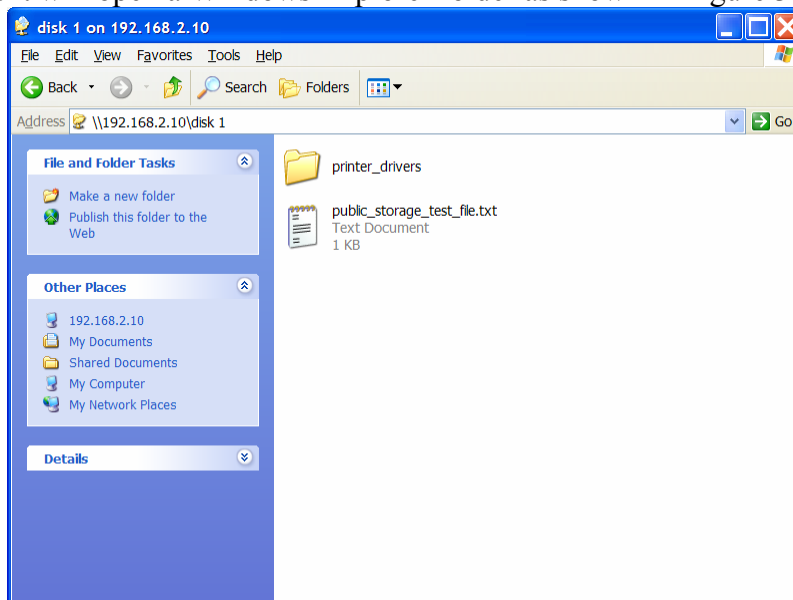 disk 1 on 192.168.2.10
File Edit View Favorites Tools Help
Back Search Folders
Address \\192.168.2.10\disk 1 Go
File and Folder Tasks
Make a new folder
Publish this folder to the
Web
Other Places
192.168.2.10
My Documents
Shared Documents
My Computer
My Network Places
Details
printer_drivers
public_storage_test_file.txt
Text Document
1 KB